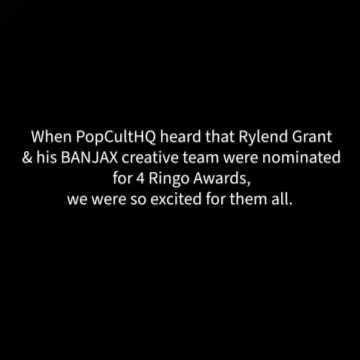 When PopCultHQ heard that Rylend Grant
& his BANJAX creative team were nominated
for 4 Ringo Awards,
we were so excited for them all.